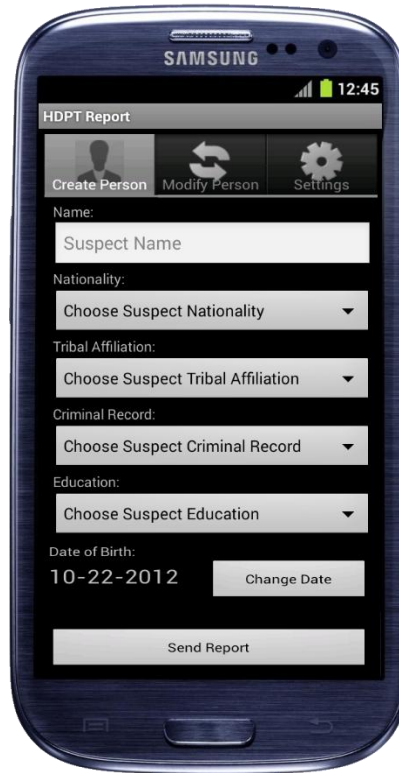 SAMSUNG
12:45
HDPT Report
Create Person
Modify Person
Settings
Name:
Suspect Name
Nationality:
Choose Suspect Nationality
Tribal Affiliation:
Choose Suspect Tribal Affiliation
Criminal Record:
Choose Suspect Criminal Record
Education:
Choose Suspect Education
Date of Birth:
10-22-2012
Change Date
Send Report